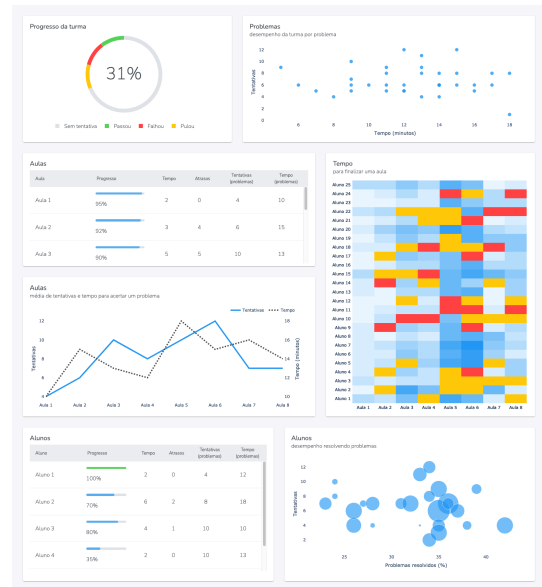 Progresso da turma
31%
Sem tentativa Passou Falhou Pulou
Problemas
desempenho da turma por problema
Tentativas
12
10
8
6
4
2
0
6 8 10 12 14 16 18
Tempo (minutos)
Aulas
Aula Progresso Tempo Atrasos Tentativas (problemas) Tempo (problemas)
Aula 1 95% 2 0 4 10
Aula 2 92% 3 4 6 15
Aula 3 90% 5 5 10 13
Tempo
para finalizar uma aula
Aluno 25
Aluno 24
Aluno 23
Aluno 22
Aluno 21
Aluno 20
Aluno 19
Aluno 18
Aluno 17
Aluno 16
Aluno 15
Aluno 14
Aluno 13
Aluno 12
Aluno 11
Aluno 10
Aluno 9
Aluno 8
Aluno 7
Aluno 6
Aluno 5
Aluno 4
Aluno 3
Aluno 2
Aluno 1
Aula 1 Aula 2 Aula 3 Aula 4 Aula 5 Aula 6 Aula 7 Aula 8
Aulas
média de tentativas e tempo para acertar um problema
Tentativas Tempo
Tentativas
12
10
8
6
4
18
16
14
12
10
Tempo (minutos)
Aula 1 Aula 2 Aula 3 Aula 4 Aula 5 Aula 6 Aula 7 Aula 8
Alunos
Aluno Progresso Tempo Atrasos Tentativas (problemas) Tempo (problemas)
Aluno 1 100% 2 0 4 12
Aluno 2 70% 6 2 8 18
Aluno 3 80% 4 1 10 10
Aluno 4 35% 2 0 10 13
Alunos
desempenho resolvendo problemas
Tentativas
12
10
8
6
4
2
25 30 35 40
Problemas resolvidos (%)